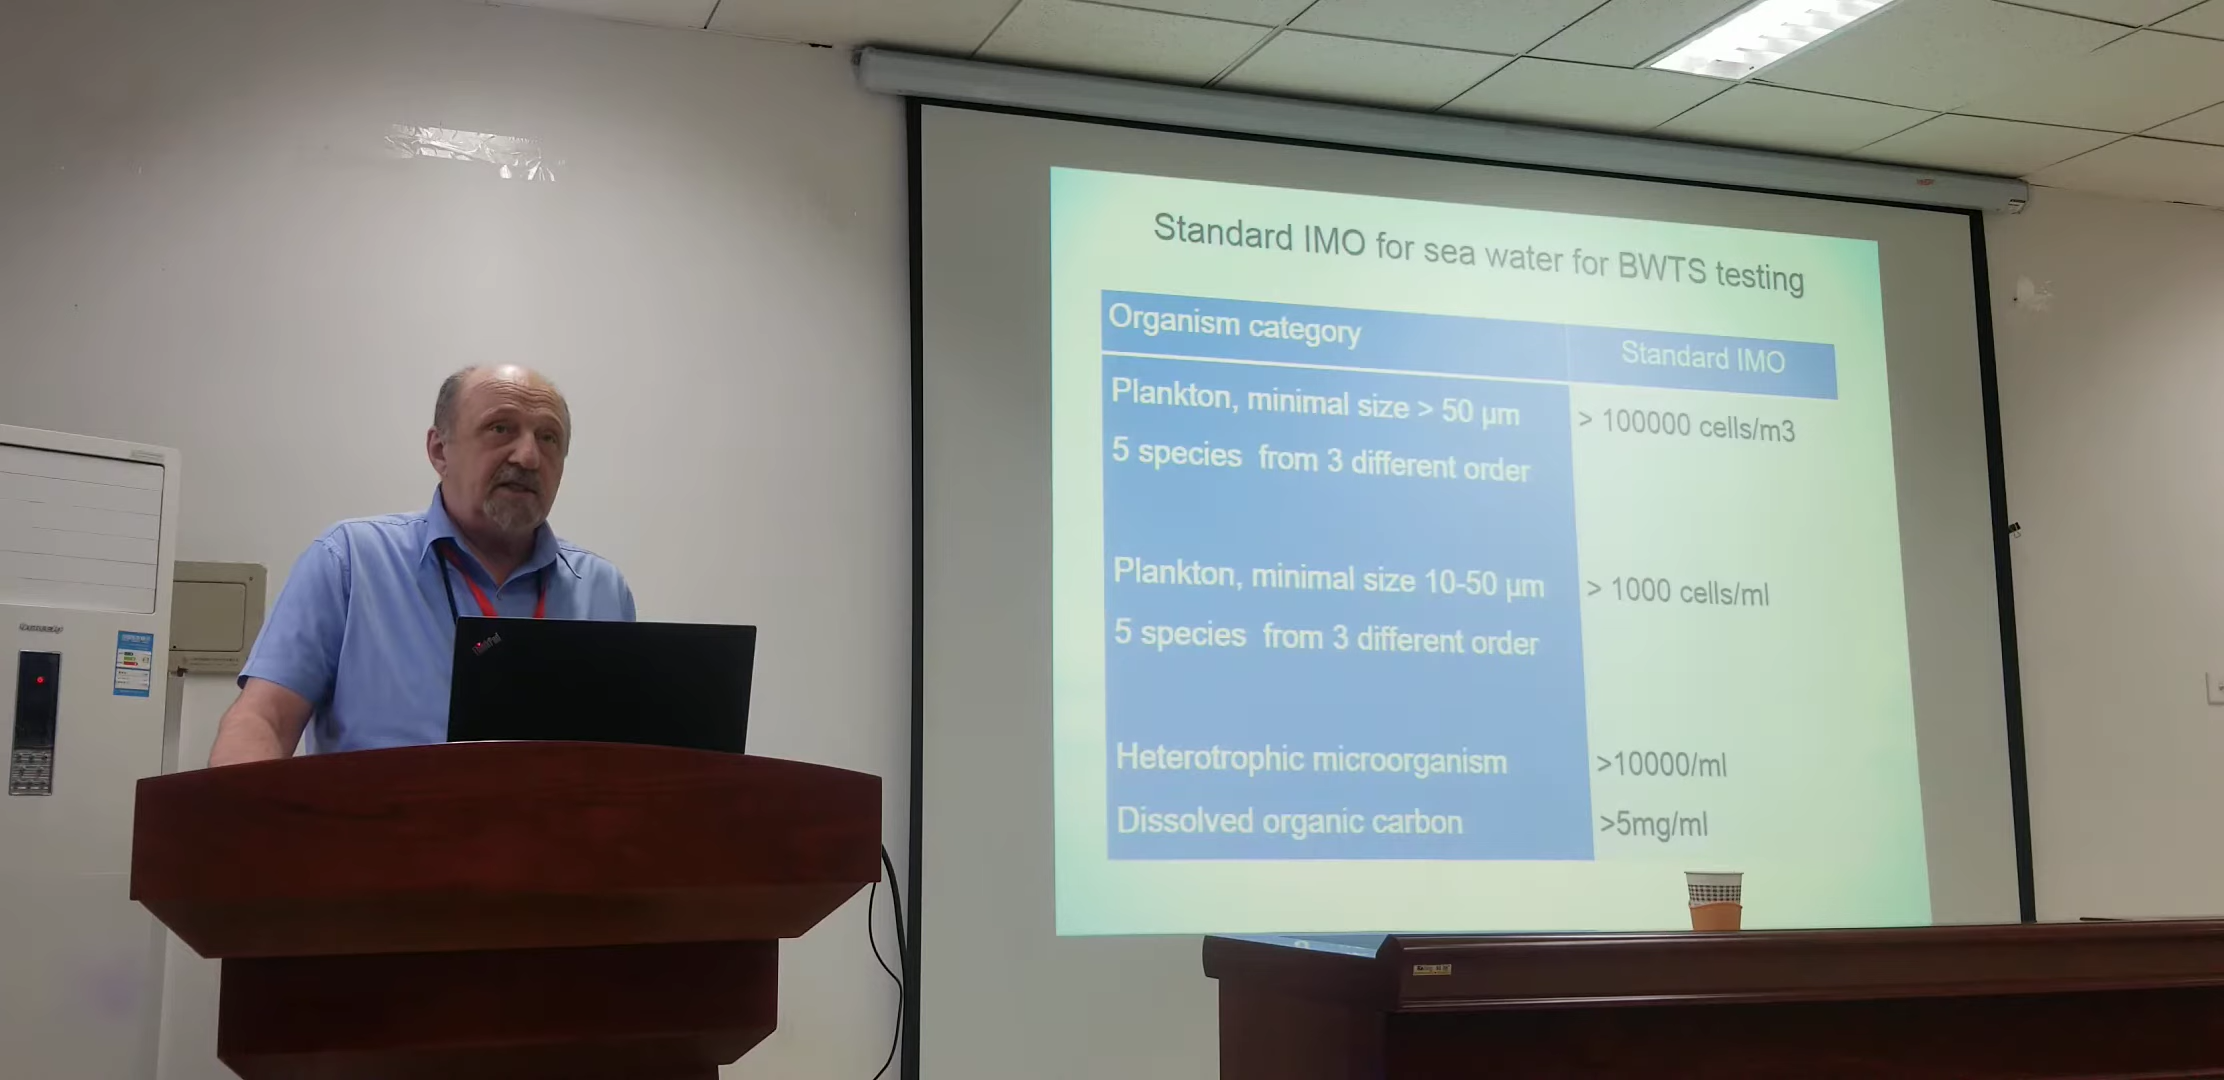 Standard IMO for sea water for BWTS testing
Organism category
Standard IMO
Plankton, minimal size > 50 µm
> 100000 cells/m3
5 species from 3 different order
Plankton, minimal size 10-50 µm
> 1000 cells/ml
5 species from 3 different order
Heterotrophic microorganism
>10000/ml
Dissolved organic carbon
>5mg/ml
ThinkPad